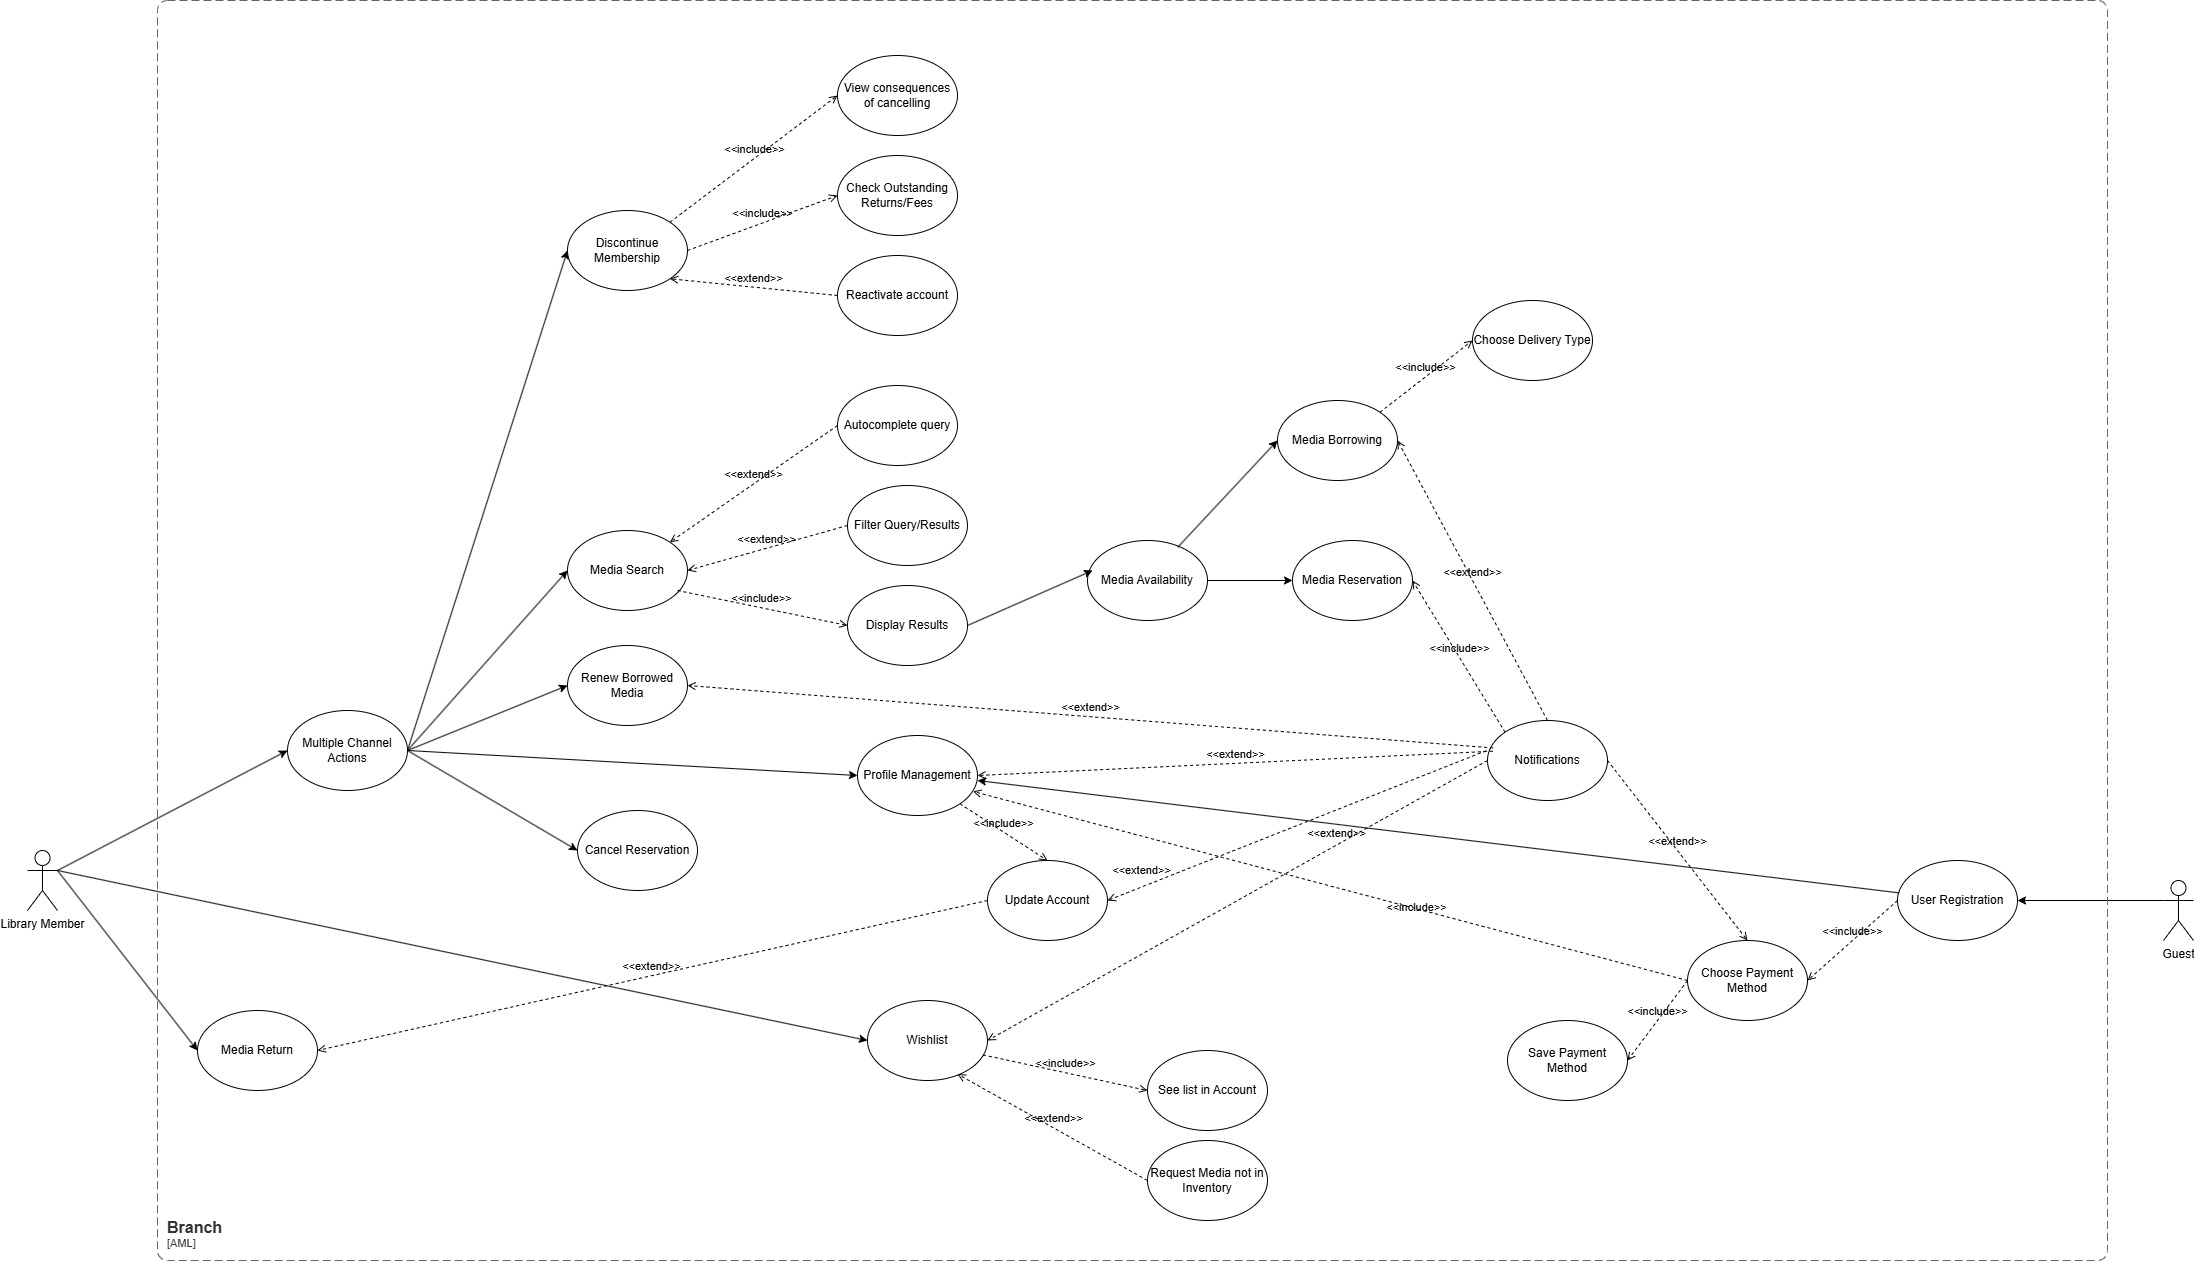 View consequences
of cancelling
<<include>>
Check Outstanding
Returns/Fees
<<include>>
Discontinue
Membership
<<extend>>
Reactivate account
Choose Delivery Type
<<include>>
Autocomplete query
Media Borrowing
<<extend>>
Filter Query/Results
<<extend>>
Media Search
<<extend>>
Media Availability
Media Reservation
<<include>>
Display Results
<<include>>
Renew Borrowed
Media
<<extend>>
Multiple Channel
Actions
<<extend>>
Notifications
Profile Management
<<include>>
<<extend>>
<<extend>>
Cancel Reservation
<<extend>>
Update Account
User Registration
<<include>>
Library Member
<<include>>
Guest
<<extend>>
Choose Payment
Method
<<include>>
Wishlist
Media Return
Save Payment
Method
<<include>>
See list in Account
<<extend>>
Request Media not in
Inventory
Branch
[AML]